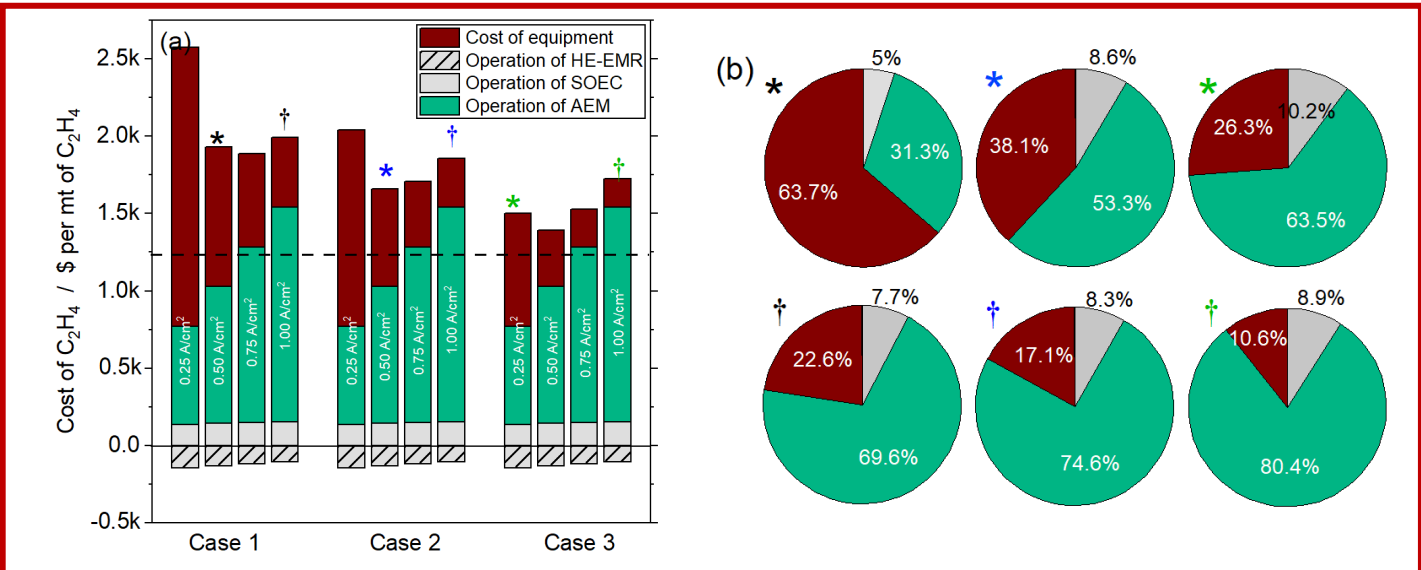 (a)
Cost of equipment
Operation of HE-EMR
Operation of SOEC
Operation of AEM
Cost of C₂H₄ / $ per mt of C₂H₄
2.5k
2.0k
1.5k
1.0k
0.5k
0.0
-0.5k
*
†
*
†
*
†
0.25 A/cm²
0.50 A/cm²
0.75 A/cm²
1.00 A/cm²
0.25 A/cm²
0.50 A/cm²
0.75 A/cm²
1.00 A/cm²
0.25 A/cm²
0.50 A/cm²
0.75 A/cm²
1.00 A/cm²
Case 1
Case 2
Case 3
(b)
*
5%
31.3%
63.7%
*
8.6%
38.1%
53.3%
*
10.2%
26.3%
63.5%
†
7.7%
22.6%
69.6%
†
8.3%
17.1%
74.6%
†
8.9%
10.6%
80.4%